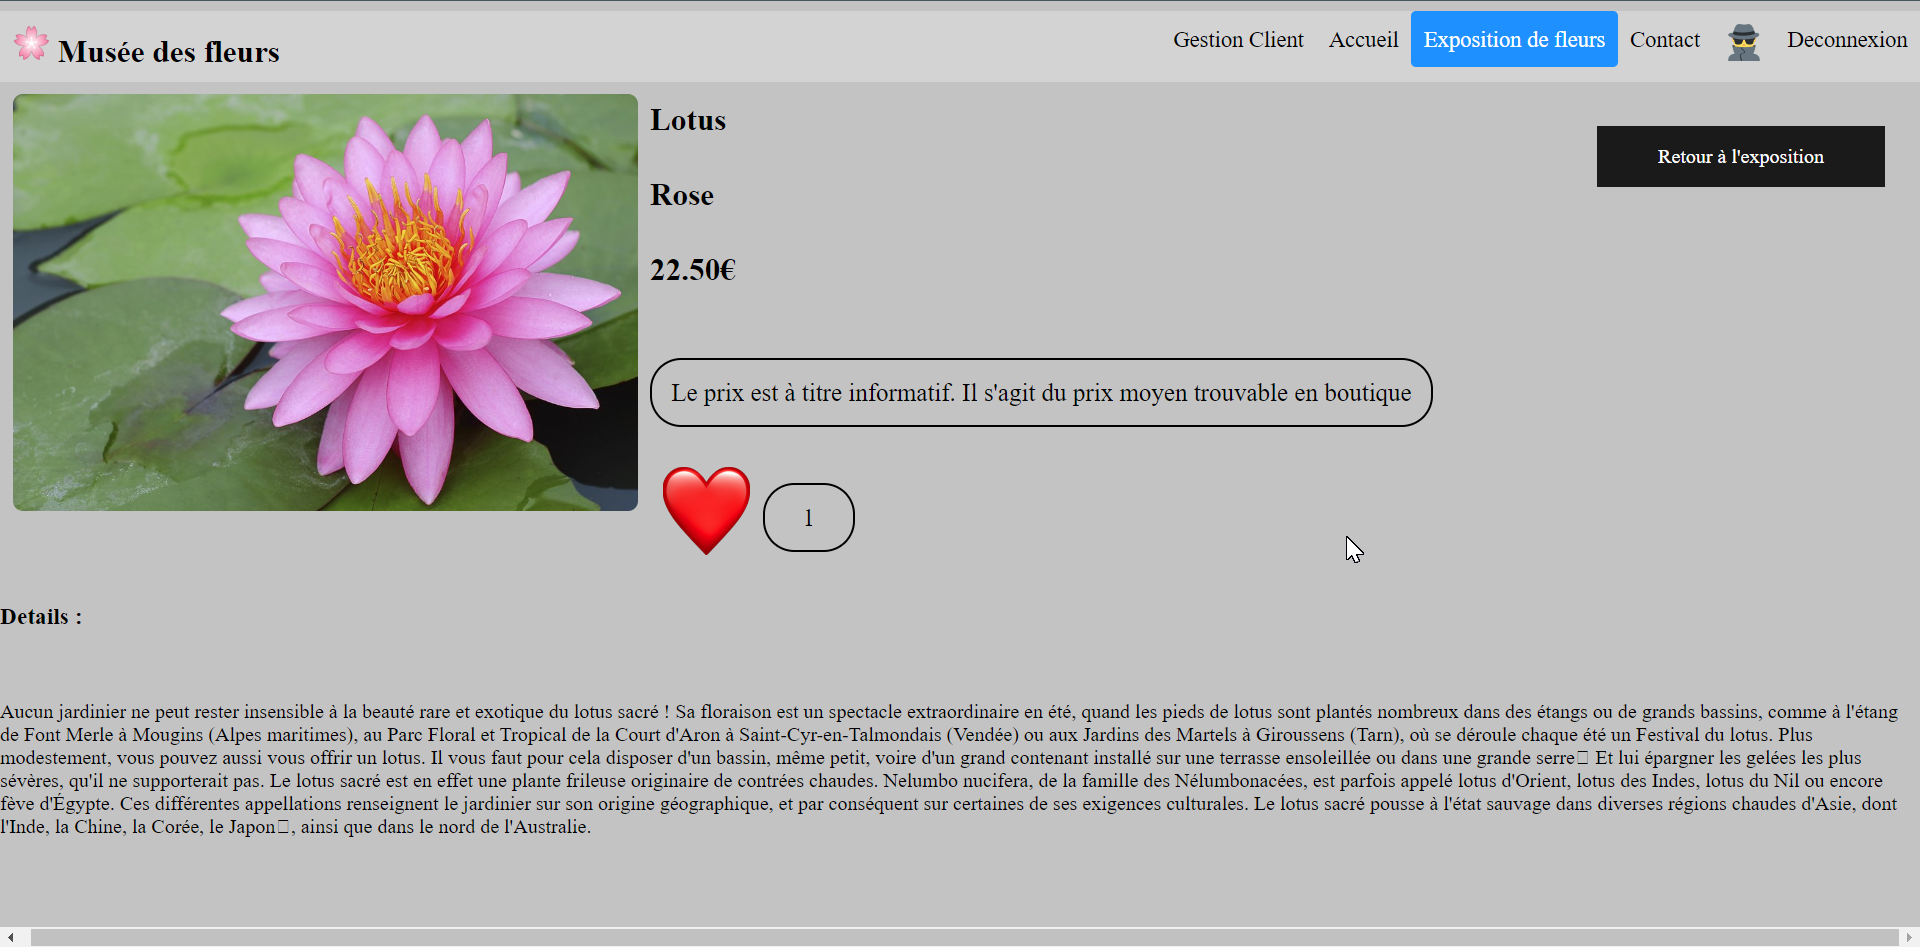 Musée des fleurs
Gestion Client
Accueil
Exposition de fleurs
Contact
Deconnexion
Lotus
Retour à l'exposition
Rose
22.50€
Le prix est à titre informatif. Il s'agit du prix moyen trouvable en boutique
1
Details :
Aucun jardinier ne peut rester insensible à la beauté rare et exotique du lotus sacré ! Sa floraison est un spectacle extraordinaire en été, quand les pieds de lotus sont plantés nombreux dans des étangs ou de grands bassins, comme à l'étang
de Font Merle à Mougins (Alpes maritimes), au Parc Floral et Tropical de la Court d'Aron à Saint-Cyr-en-Talmondais (Vendée) ou aux Jardins des Martels à Giroussens (Tarn), où se déroule chaque été un Festival du lotus. Plus
modestement, vous pouvez aussi vous offrir un lotus. Il vous faut pour cela disposer d'un bassin, même petit, voire d'un grand contenant installé sur une terrasse ensoleillée ou dans une grande serre▯ Et lui épargner les gelées les plus
sévères, qu'il ne supporterait pas. Le lotus sacré est en effet une plante frileuse originaire de contrées chaudes. Nelumbo nucifera, de la famille des Nélumbonacées, est parfois appelé lotus d'Orient, lotus des Indes, lotus du Nil ou encore
fève d'Égypte. Ces différentes appellations renseignent le jardinier sur son origine géographique, et par conséquent sur certaines de ses exigences culturales. Le lotus sacré pousse à l'état sauvage dans diverses régions chaudes d'Asie, dont
l'Inde, la Chine, la Corée, le Japon▯, ainsi que dans le nord de l'Australie.